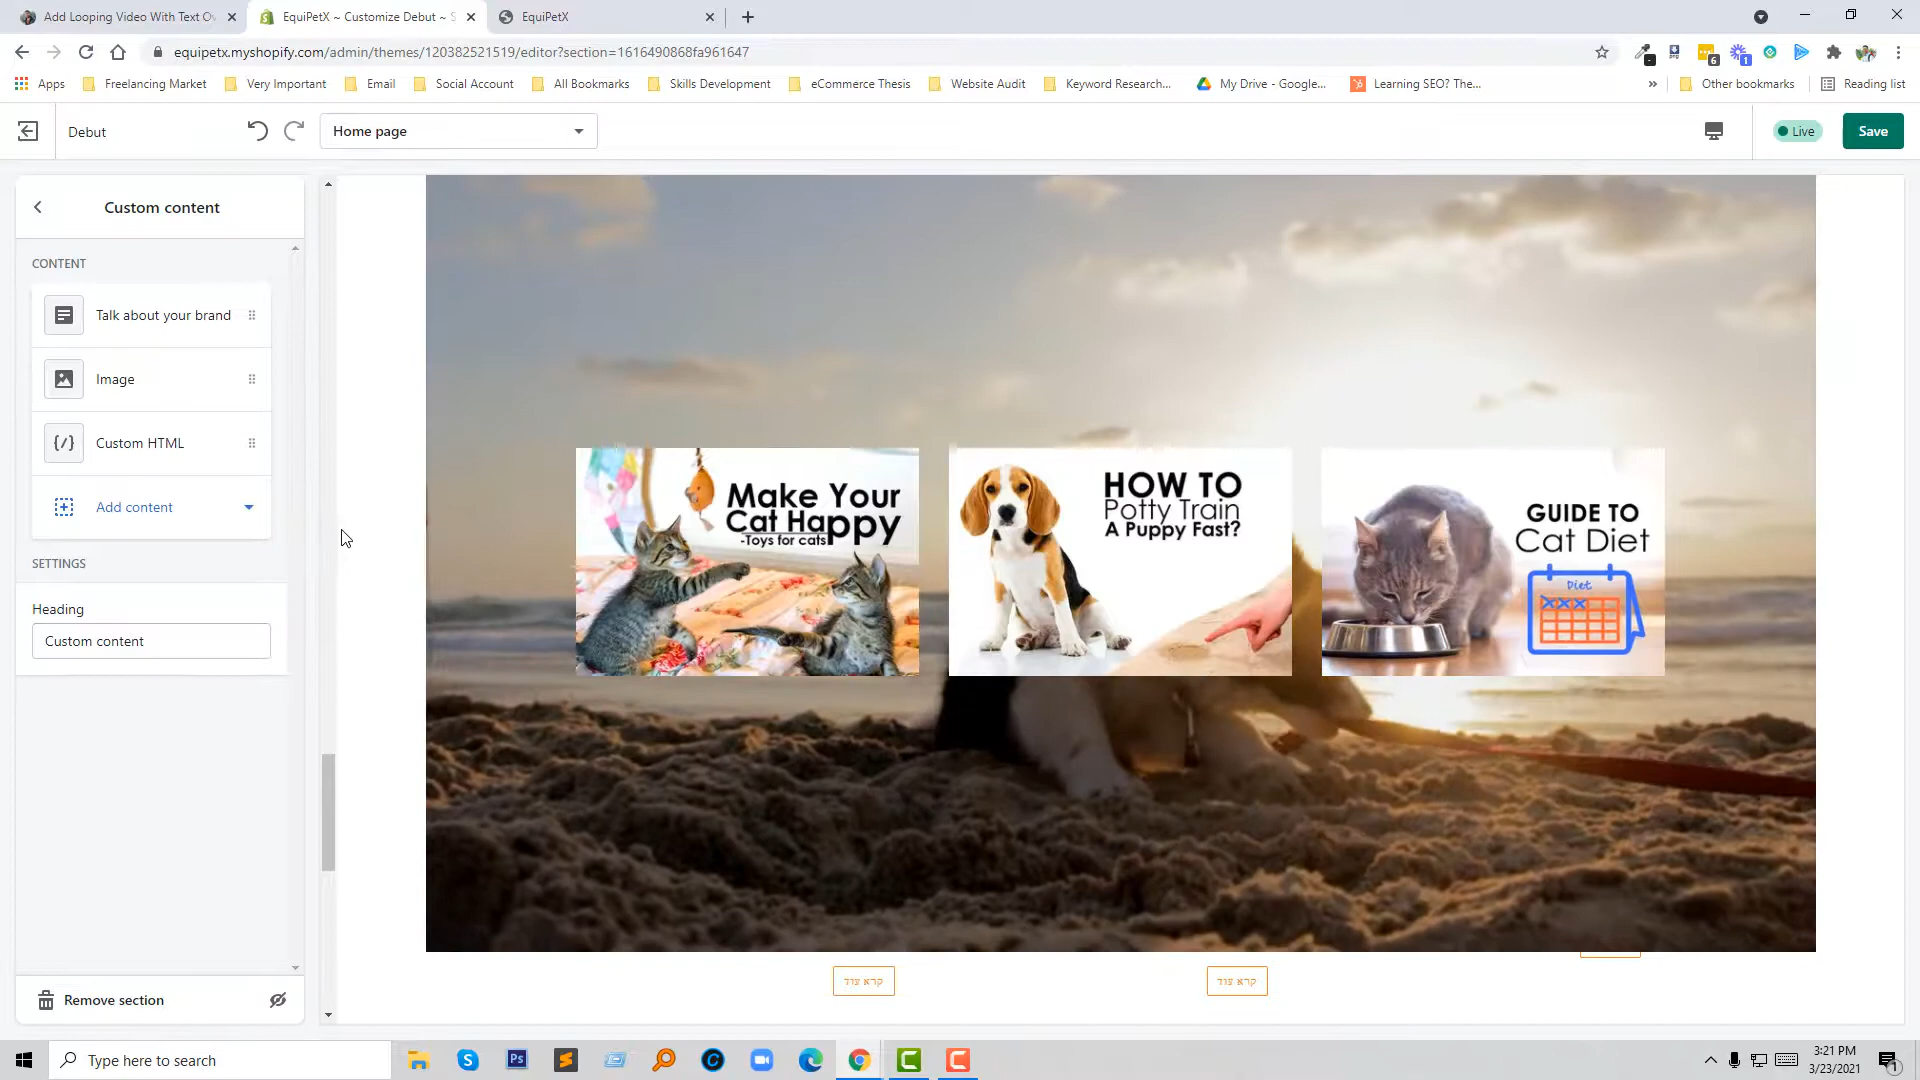 Add Looping Video With Text Ov
EquiPetX ~ Customize Debut ~ S
EquiPetX
equipetx.myshopify.com/admin/themes/120382521519/editor?section=1616490868fa961647
6
1
Apps
Freelancing Market
Very Important
Email
Social Account
All Bookmarks
Skills Development
eCommerce Thesis
Website Audit
Keyword Research...
My Drive - Google...
Learning SEO? The...
»
Other bookmarks
Reading list
Debut
Home page
Live
Save
Custom content
CONTENT
Talk about your brand
Image
Custom HTML
Add content
SETTINGS
Heading
Custom content
Remove section
Make Your
Cat Happy
-Toys for cats
HOW TO
Potty Train
A Puppy Fast?
GUIDE TO
Cat Diet
Diet
קרא עוד
קרא עוד
Type here to search
Ps
3:21 PM
3/23/2021
1